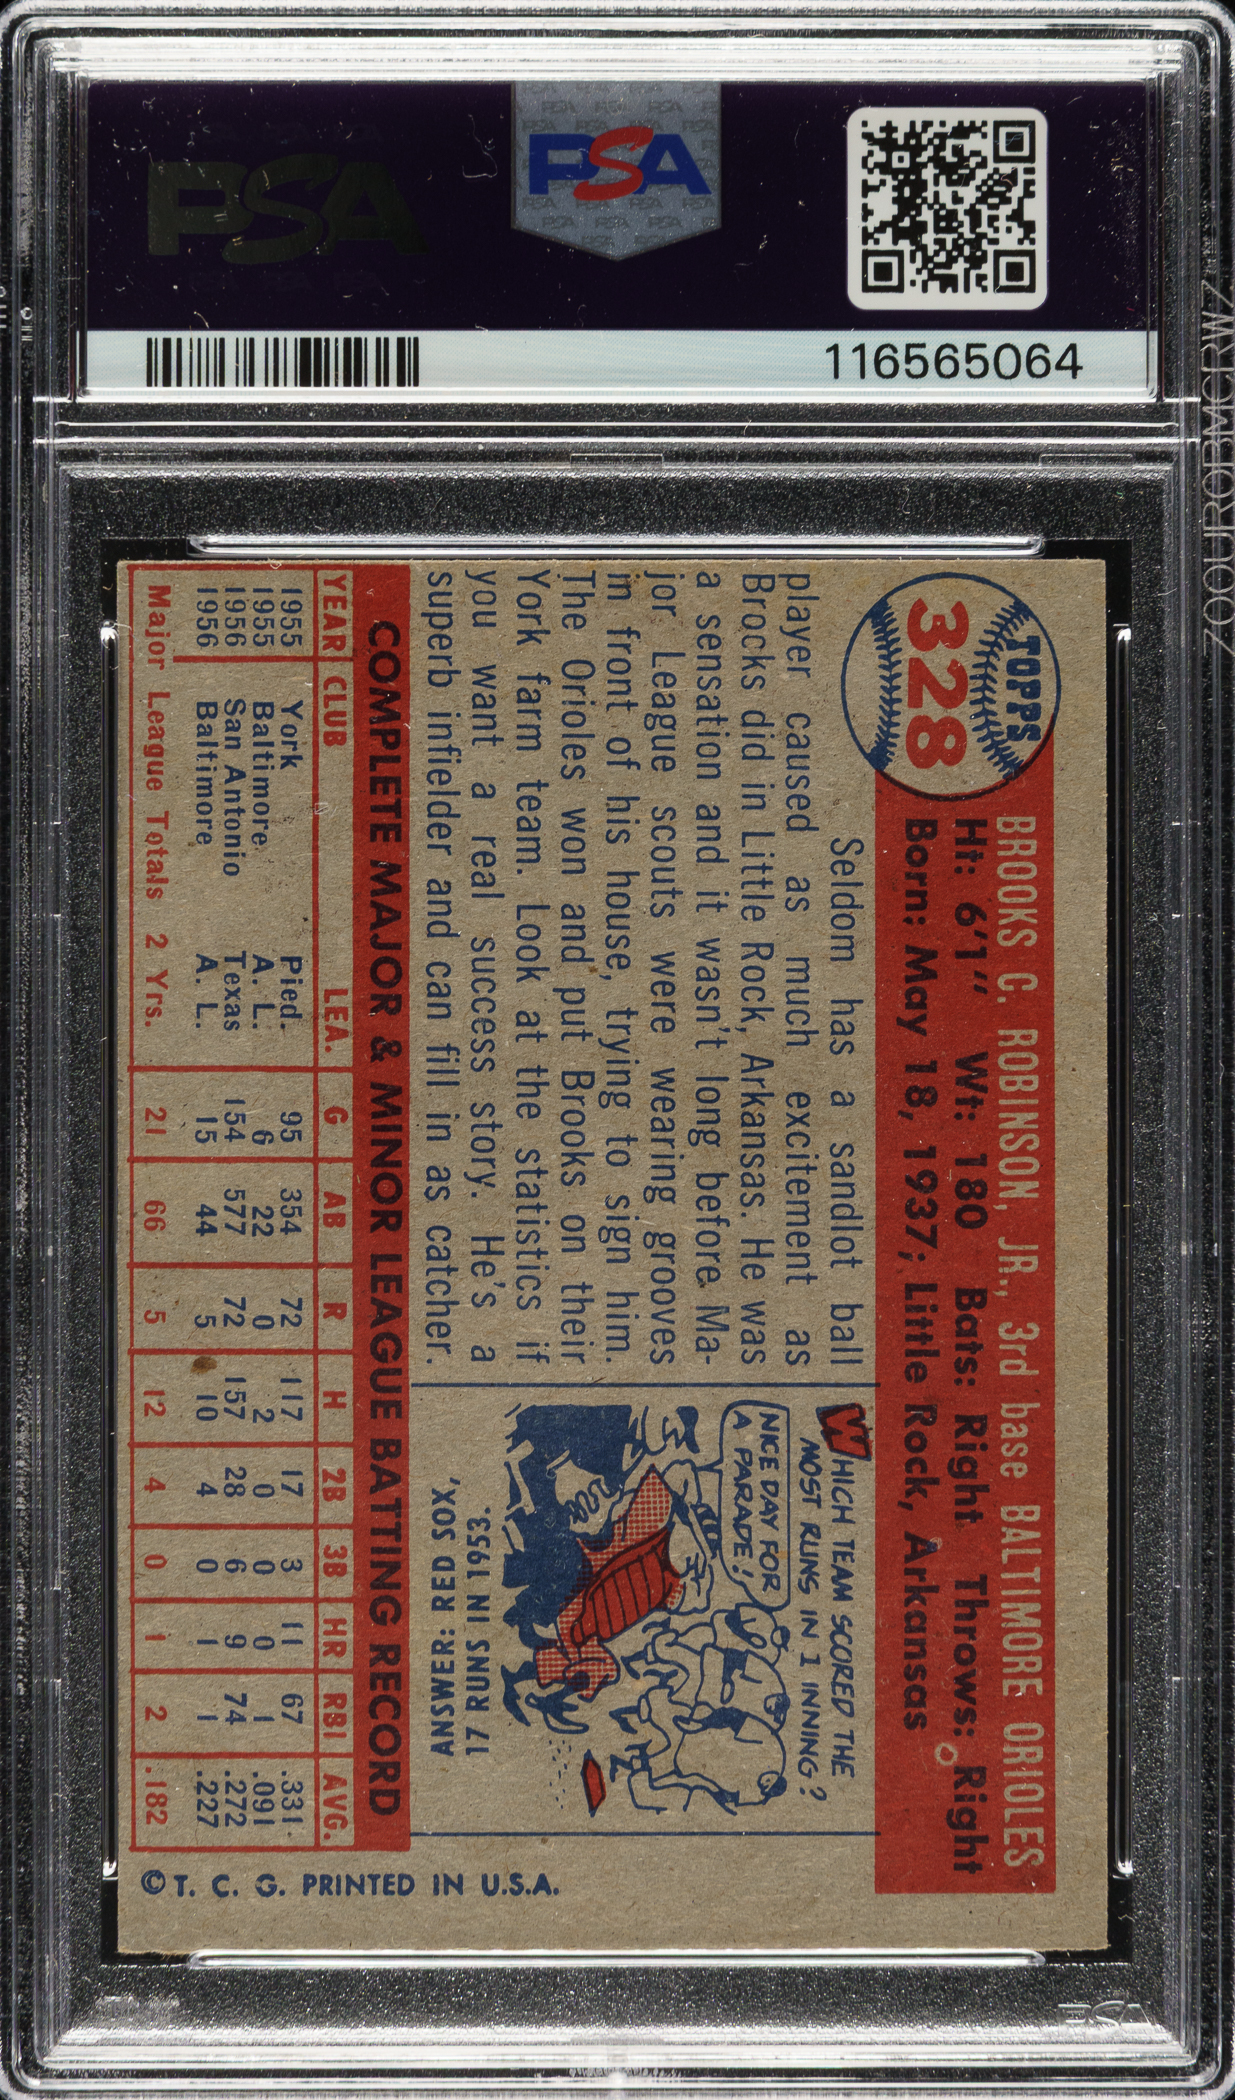 PSA
PSA
116565064
TOPPS
328
BROOKS C. ROBINSON, JR., 3rd base BALTIMORE ORIOLES
Ht: 6'1" Wt: 180 Bats: Right Throws: Right
Born: May 18, 1937; Little Rock, Arkansas
Seldom has a sandlot ball
player caused as much excitement as
Brocks did in Little Rock, Arkansas. He was
a sensation and it wasn't long before Ma-
jor League scouts were wearing grooves
in front of his house, trying to sign him.
The Orioles won and put Brooks on their
York farm team. Look at the statistics if
you want a real success story. He's a
superb infielder and can fill in as catcher.
WHICH TEAM SCORED THE
MOST RUNS IN 1 INNING?
NICE DAY FOR
A PARADE!
ANSWER: RED SOX,
17 RUNS IN 1953.
COMPLETE MAJOR & MINOR LEAGUE BATTING RECORD
YEAR CLUB LEA. G AB R H 2B 3B HR RBI AVG.
1955 York Pied. 95 354 72 117 17 3 11 67 .331
1955 Baltimore A. L. 6 22 0 2 0 0 0 1 .091
1956 San Antonio Texas 154 577 72 157 28 6 9 74 .272
1956 Baltimore A. L. 15 44 5 10 4 0 1 1 .227
Major League Totals 2 Yrs. 21 66 5 12 4 0 1 2 .182
© T. C. G. PRINTED IN U.S.A.
PSA